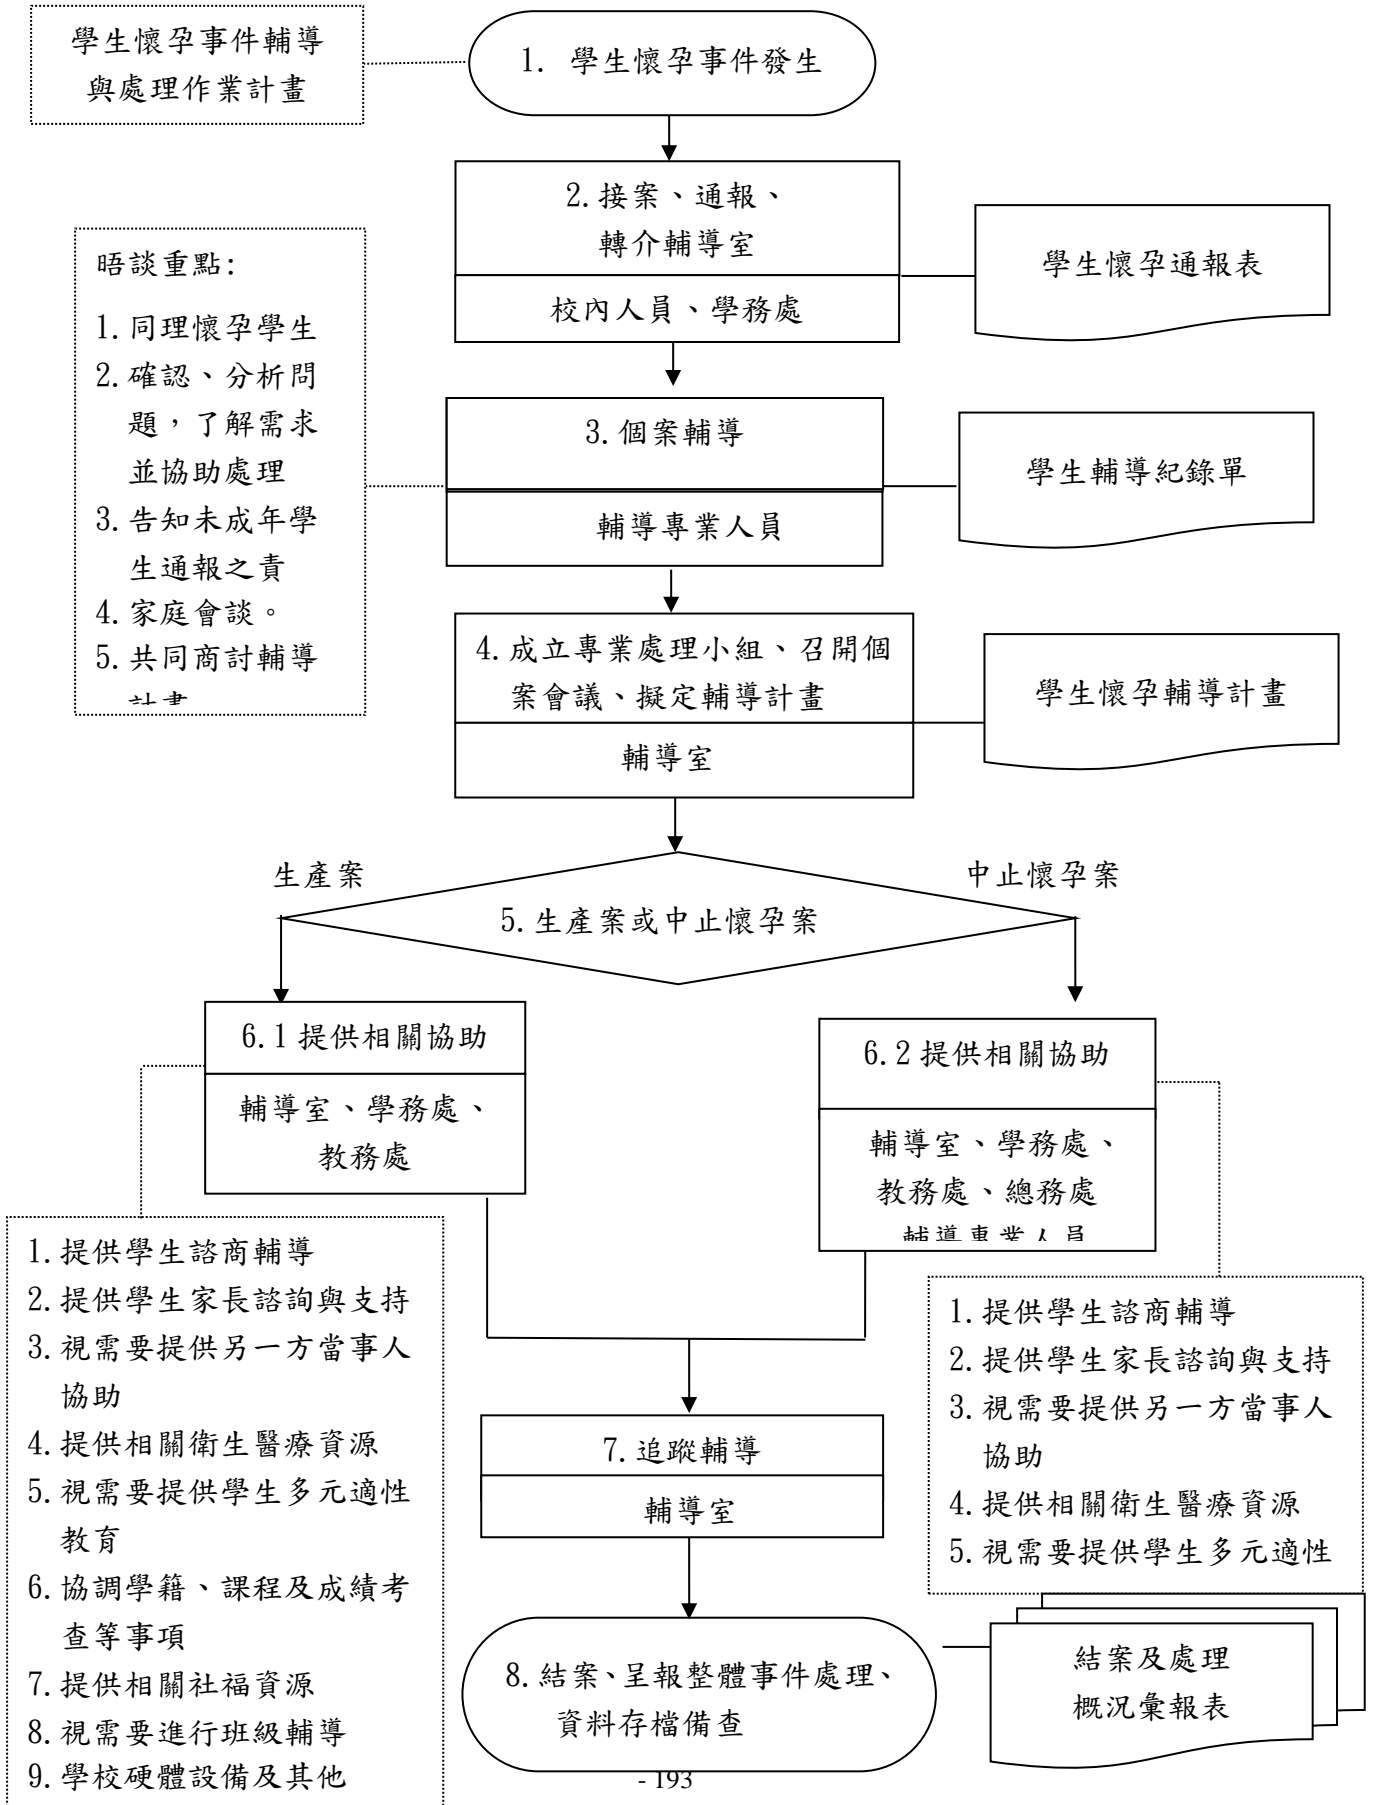 學生懷孕事件輔導
與處理作業計畫
1. 學生懷孕事件發生
2.接案、通報、
轉介輔導室
校內人員、學務處
學生懷孕通報表
晤談重點:
1.同理懷孕學生
2.確認、分析問
題，了解需求
並協助處理
3.告知未成年學
生通報之責
4.家庭會談。
5.共同商討輔導
3.個案輔導
輔導專業人員
學生輔導紀錄單
4.成立專業處理小組、召開個
案會議、擬定輔導計畫
輔導室
學生懷孕輔導計畫
生產案
中止懷孕案
5.生產案或中止懷孕案
6.1提供相關協助
輔導室、學務處、
教務處
6.2提供相關協助
輔導室、學務處、
教務處、總務處
輔導專業人員
1.提供學生諮商輔導
2.提供學生家長諮詢與支持
3.視需要提供另一方當事人
協助
4.提供相關衛生醫療資源
5.視需要提供學生多元適性
教育
6.協調學籍、課程及成績考
查等事項
7.提供相關社福資源
8.視需要進行班級輔導
9.學校硬體設備及其他
1.提供學生諮商輔導
2.提供學生家長諮詢與支持
3.視需要提供另一方當事人
協助
4.提供相關衛生醫療資源
5.視需要提供學生多元適性
7.追蹤輔導
輔導室
8.結案、呈報整體事件處理、
資料存檔備查
結案及處理
概況彙報表
- 193